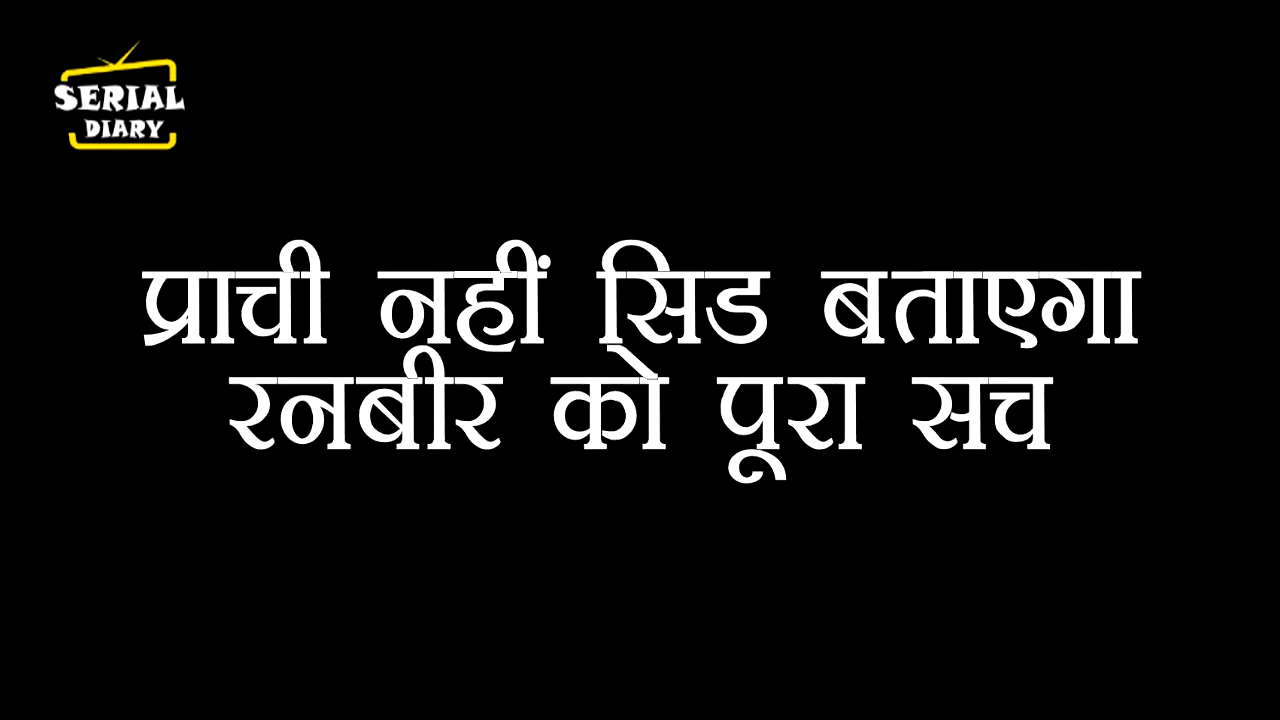 SERIAL
DIARY
प्राची नहीं सिड बताएगा
रनबीर को पूरा सच